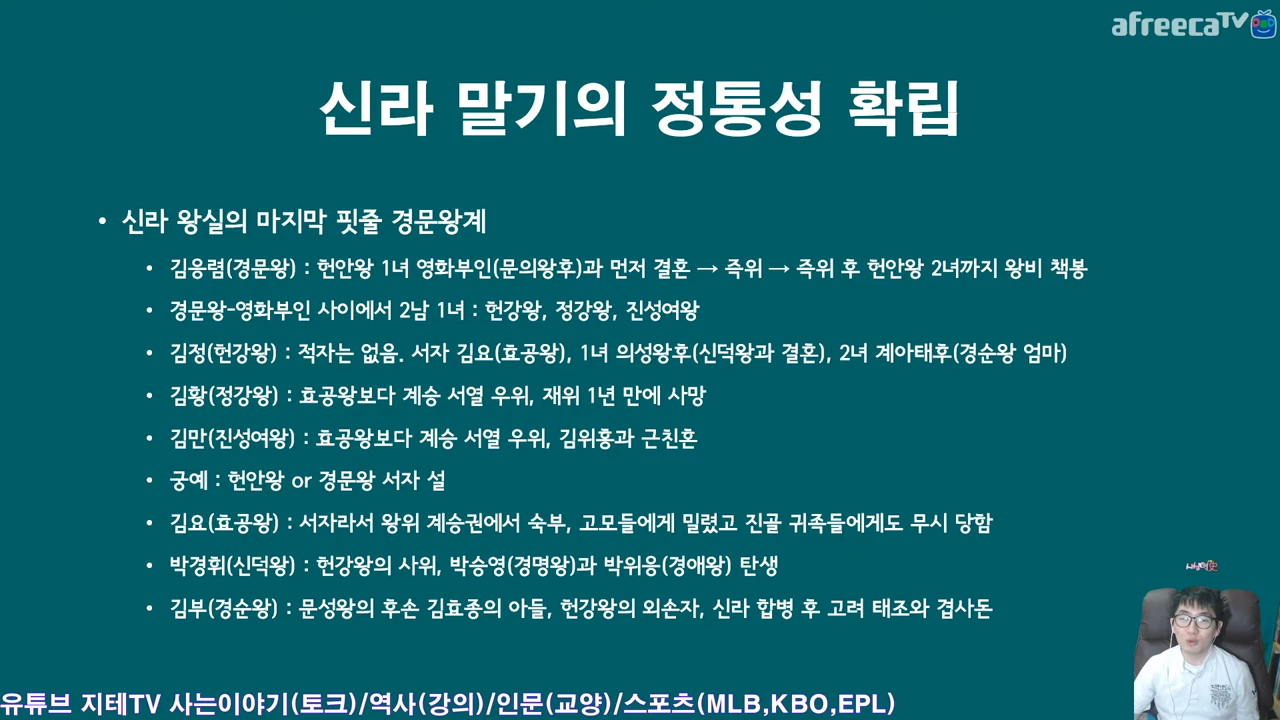 afreecaTV
신라 말기의 정통성 확립
• 신라 왕실의 마지막 핏줄 경문왕계
• 김응렴(경문왕) : 헌안왕 1녀 영화부인(문의왕후)과 먼저 결혼 → 즉위 → 즉위 후 헌안왕 2녀까지 왕비 책봉
• 경문왕-영화부인 사이에서 2남 1녀 : 헌강왕, 정강왕, 진성여왕
• 김정(헌강왕) : 적자는 없음. 서자 김요(효공왕), 1녀 의성왕후(신덕왕과 결혼), 2녀 계아태후(경순왕 엄마)
• 김황(정강왕) : 효공왕보다 계승 서열 우위, 재위 1년 만에 사망
• 김만(진성여왕) : 효공왕보다 계승 서열 우위, 김위홍과 근친혼
• 궁예 : 헌안왕 or 경문왕 서자 설
• 김요(효공왕) : 서자라서 왕위 계승권에서 숙부, 고모들에게 밀렸고 진골 귀족들에게도 무시 당함
• 박경휘(신덕왕) : 헌강왕의 사위, 박승영(경명왕)과 박위응(경애왕) 탄생
• 김부(경순왕) : 문성왕의 후손 김효종의 아들, 헌강왕의 외손자, 신라 합병 후 고려 태조와 겹사돈
유튜브 지테TV 사는이야기(토크)/역사(강의)/인문(교양)/스포츠(MLB,KBO,EPL)